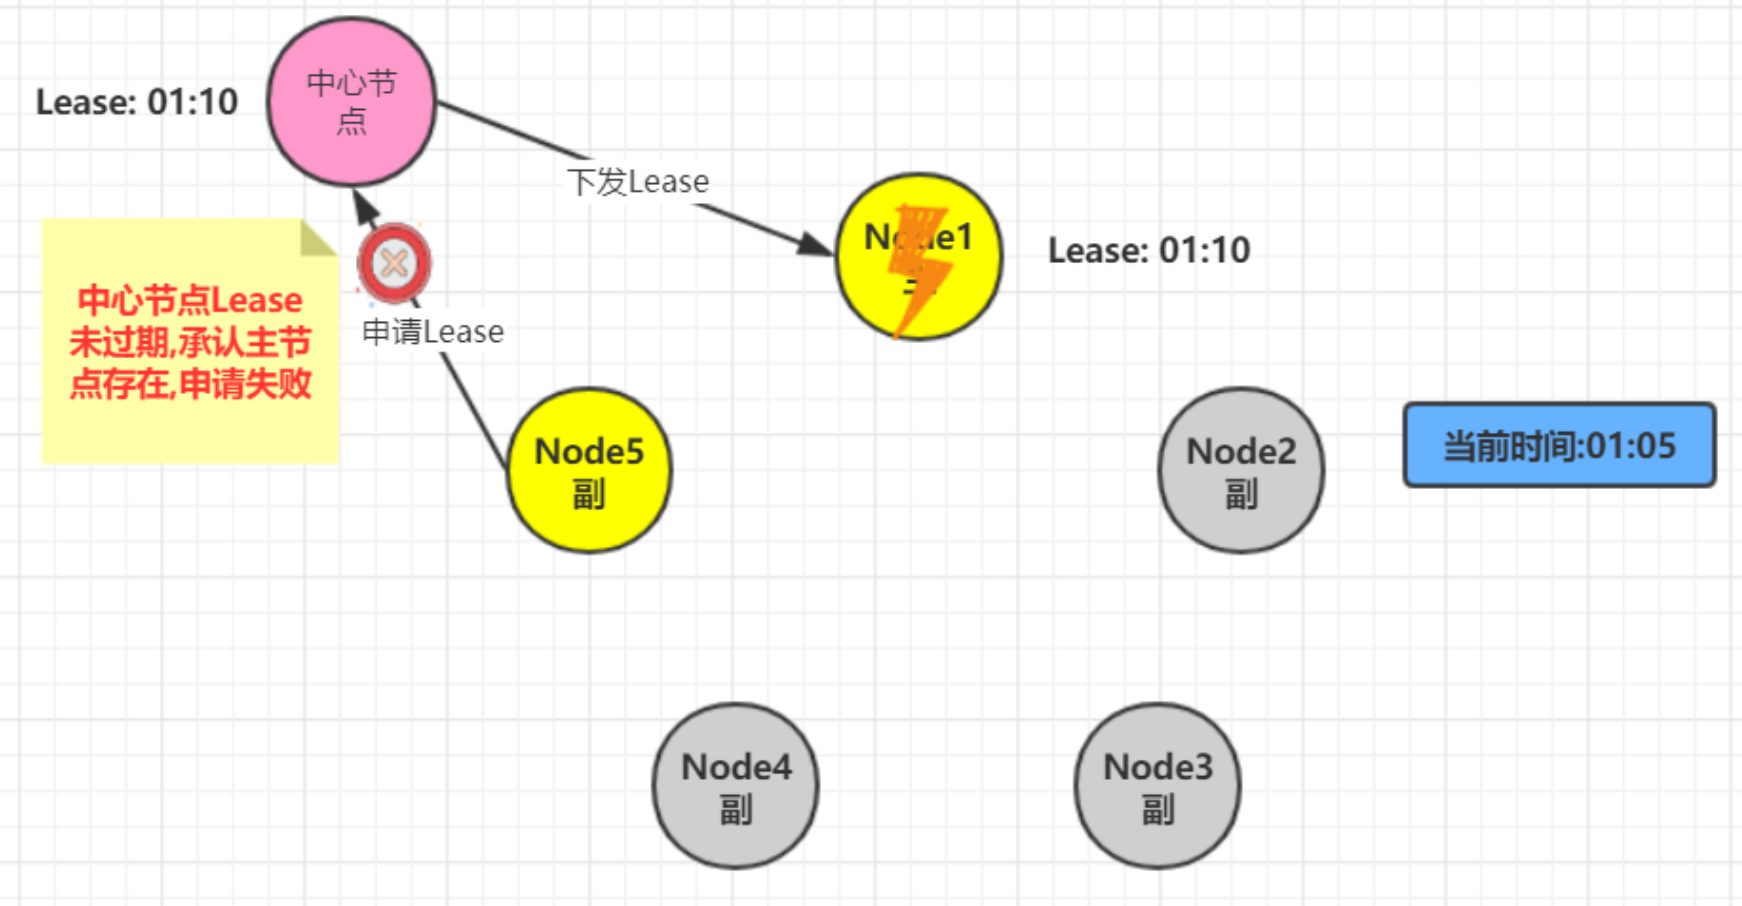 Lease: 01:10
中心节
点
下发Lease
Node1
Lease: 01:10
中心节点Lease
未过期,承认主节
点存在,申请失败
申请Lease
Node5
副
Node2
副
当前时间:01:05
Node4
副
Node3
副